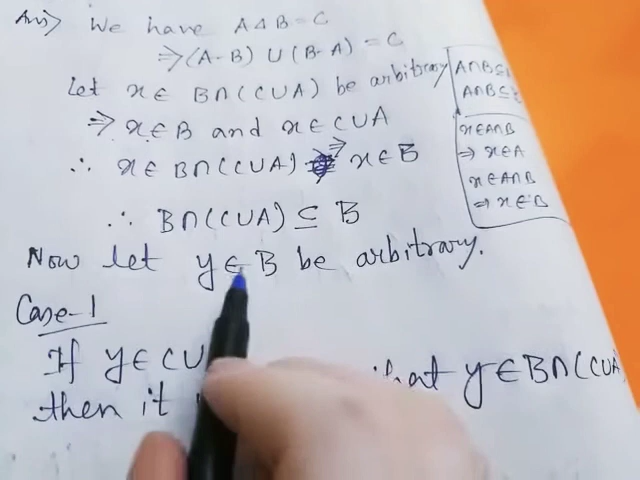 Ans> We have A Δ B = C
⇒ (A-B) ∪ (B-A) = C
Let x ∈ B∩(C∪A) be arbitrary
⇒ x ∈ B and x ∈ C∪A
∴ x ∈ B∩(C∪A) ⇒ x ∈ B
∴ B∩(C∪A) ⊆ B
Now let y ∈ B be arbitrary.
Case-1
If y ∈ CU that y ∈ B∩(C∪A
then it
A∩B ⊆
A∩B ⊆
x ∈ A∩B
⇒ x ∈ A
x ∈ A∩B
⇒ x ∈ B